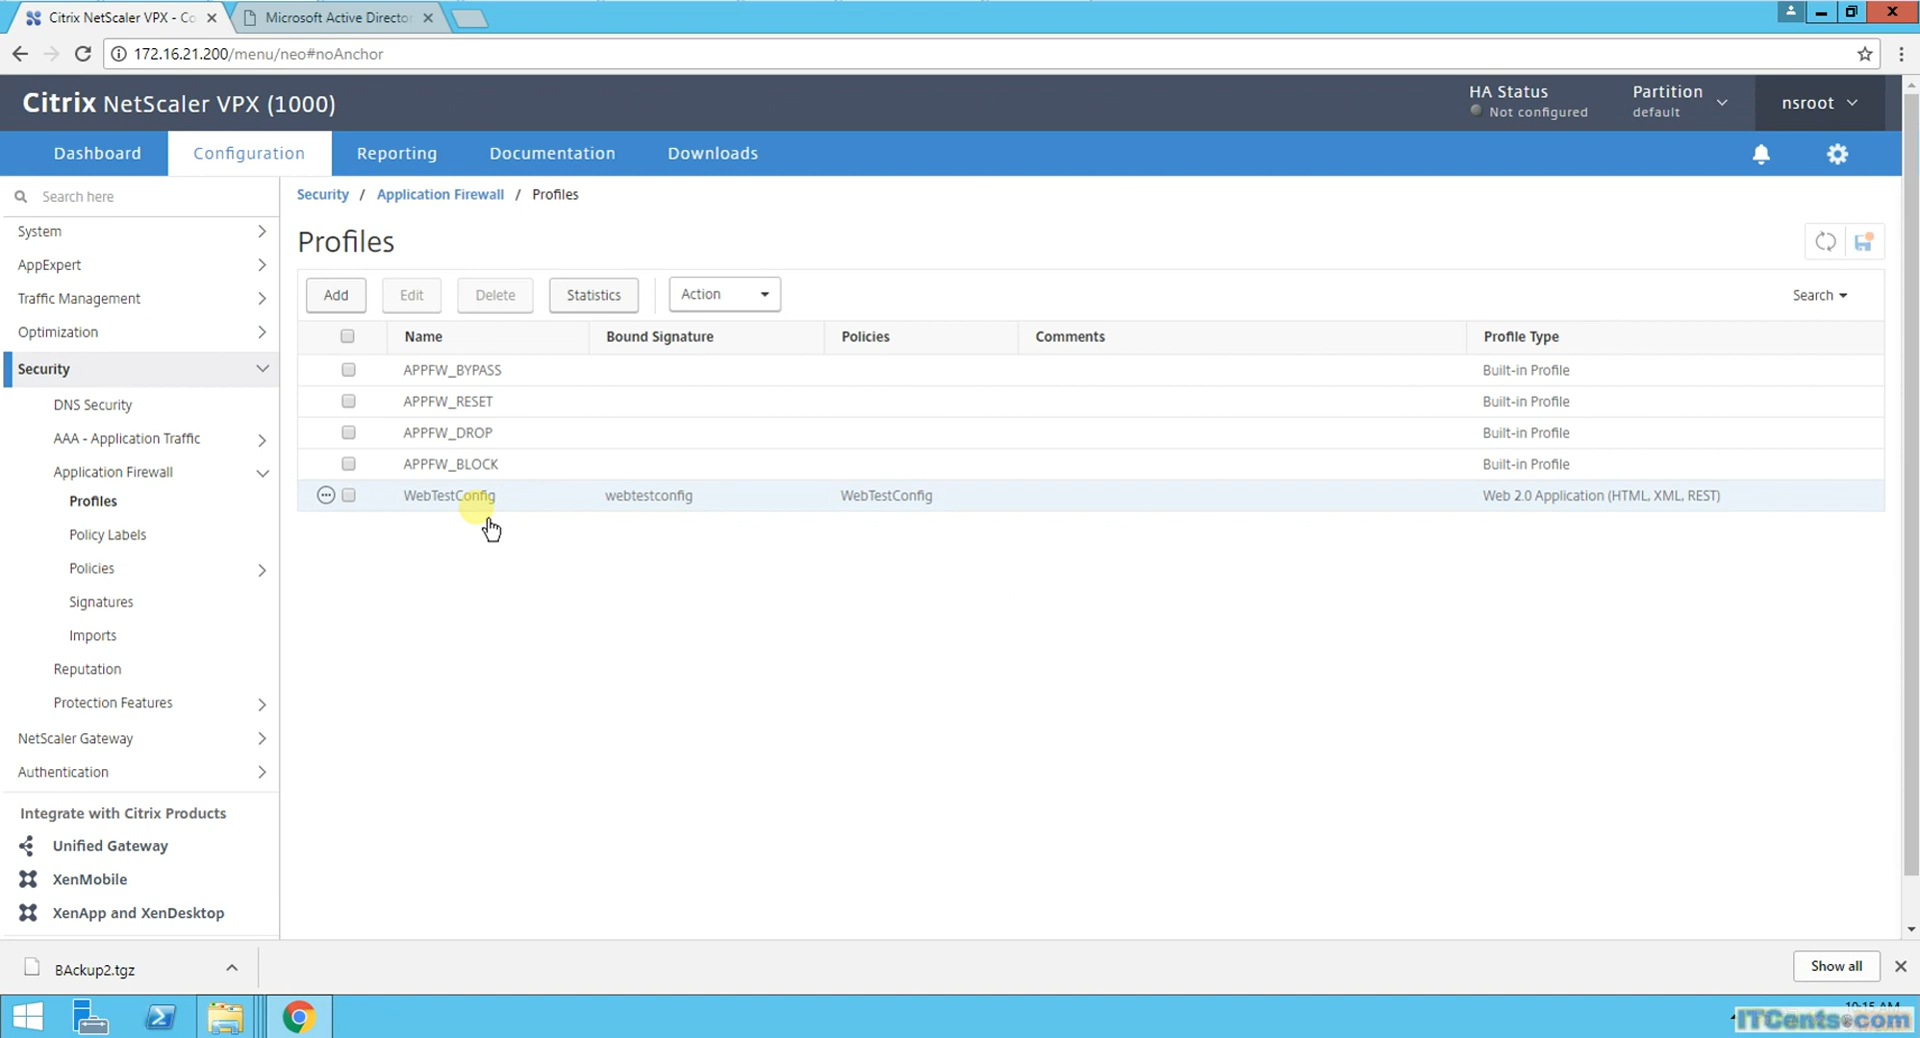 Citrix NetScaler VPX - Co
Microsoft Active Director
172.16.21.200/menu/neo#noAnchor
Citrix NetScaler VPX (1000)
HA Status
Not configured
Partition
default
nsroot
Dashboard
Configuration
Reporting
Documentation
Downloads
Search here
System
AppExpert
Traffic Management
Optimization
Security
DNS Security
AAA - Application Traffic
Application Firewall
Profiles
Policy Labels
Policies
Signatures
Imports
Reputation
Protection Features
NetScaler Gateway
Authentication
Integrate with Citrix Products
Unified Gateway
XenMobile
XenApp and XenDesktop
Security / Application Firewall / Profiles
Profiles
Add
Edit
Delete
Statistics
Action
Search
Name Bound Signature Policies Comments Profile Type
APPFW_BYPASS Built-in Profile
APPFW_RESET Built-in Profile
APPFW_DROP Built-in Profile
APPFW_BLOCK Built-in Profile
WebTestConfig webtestconfig WebTestConfig Web 2.0 Application (HTML, XML, REST)
BAckup2.tgz
Show all
10:15 AM
ITCents.com